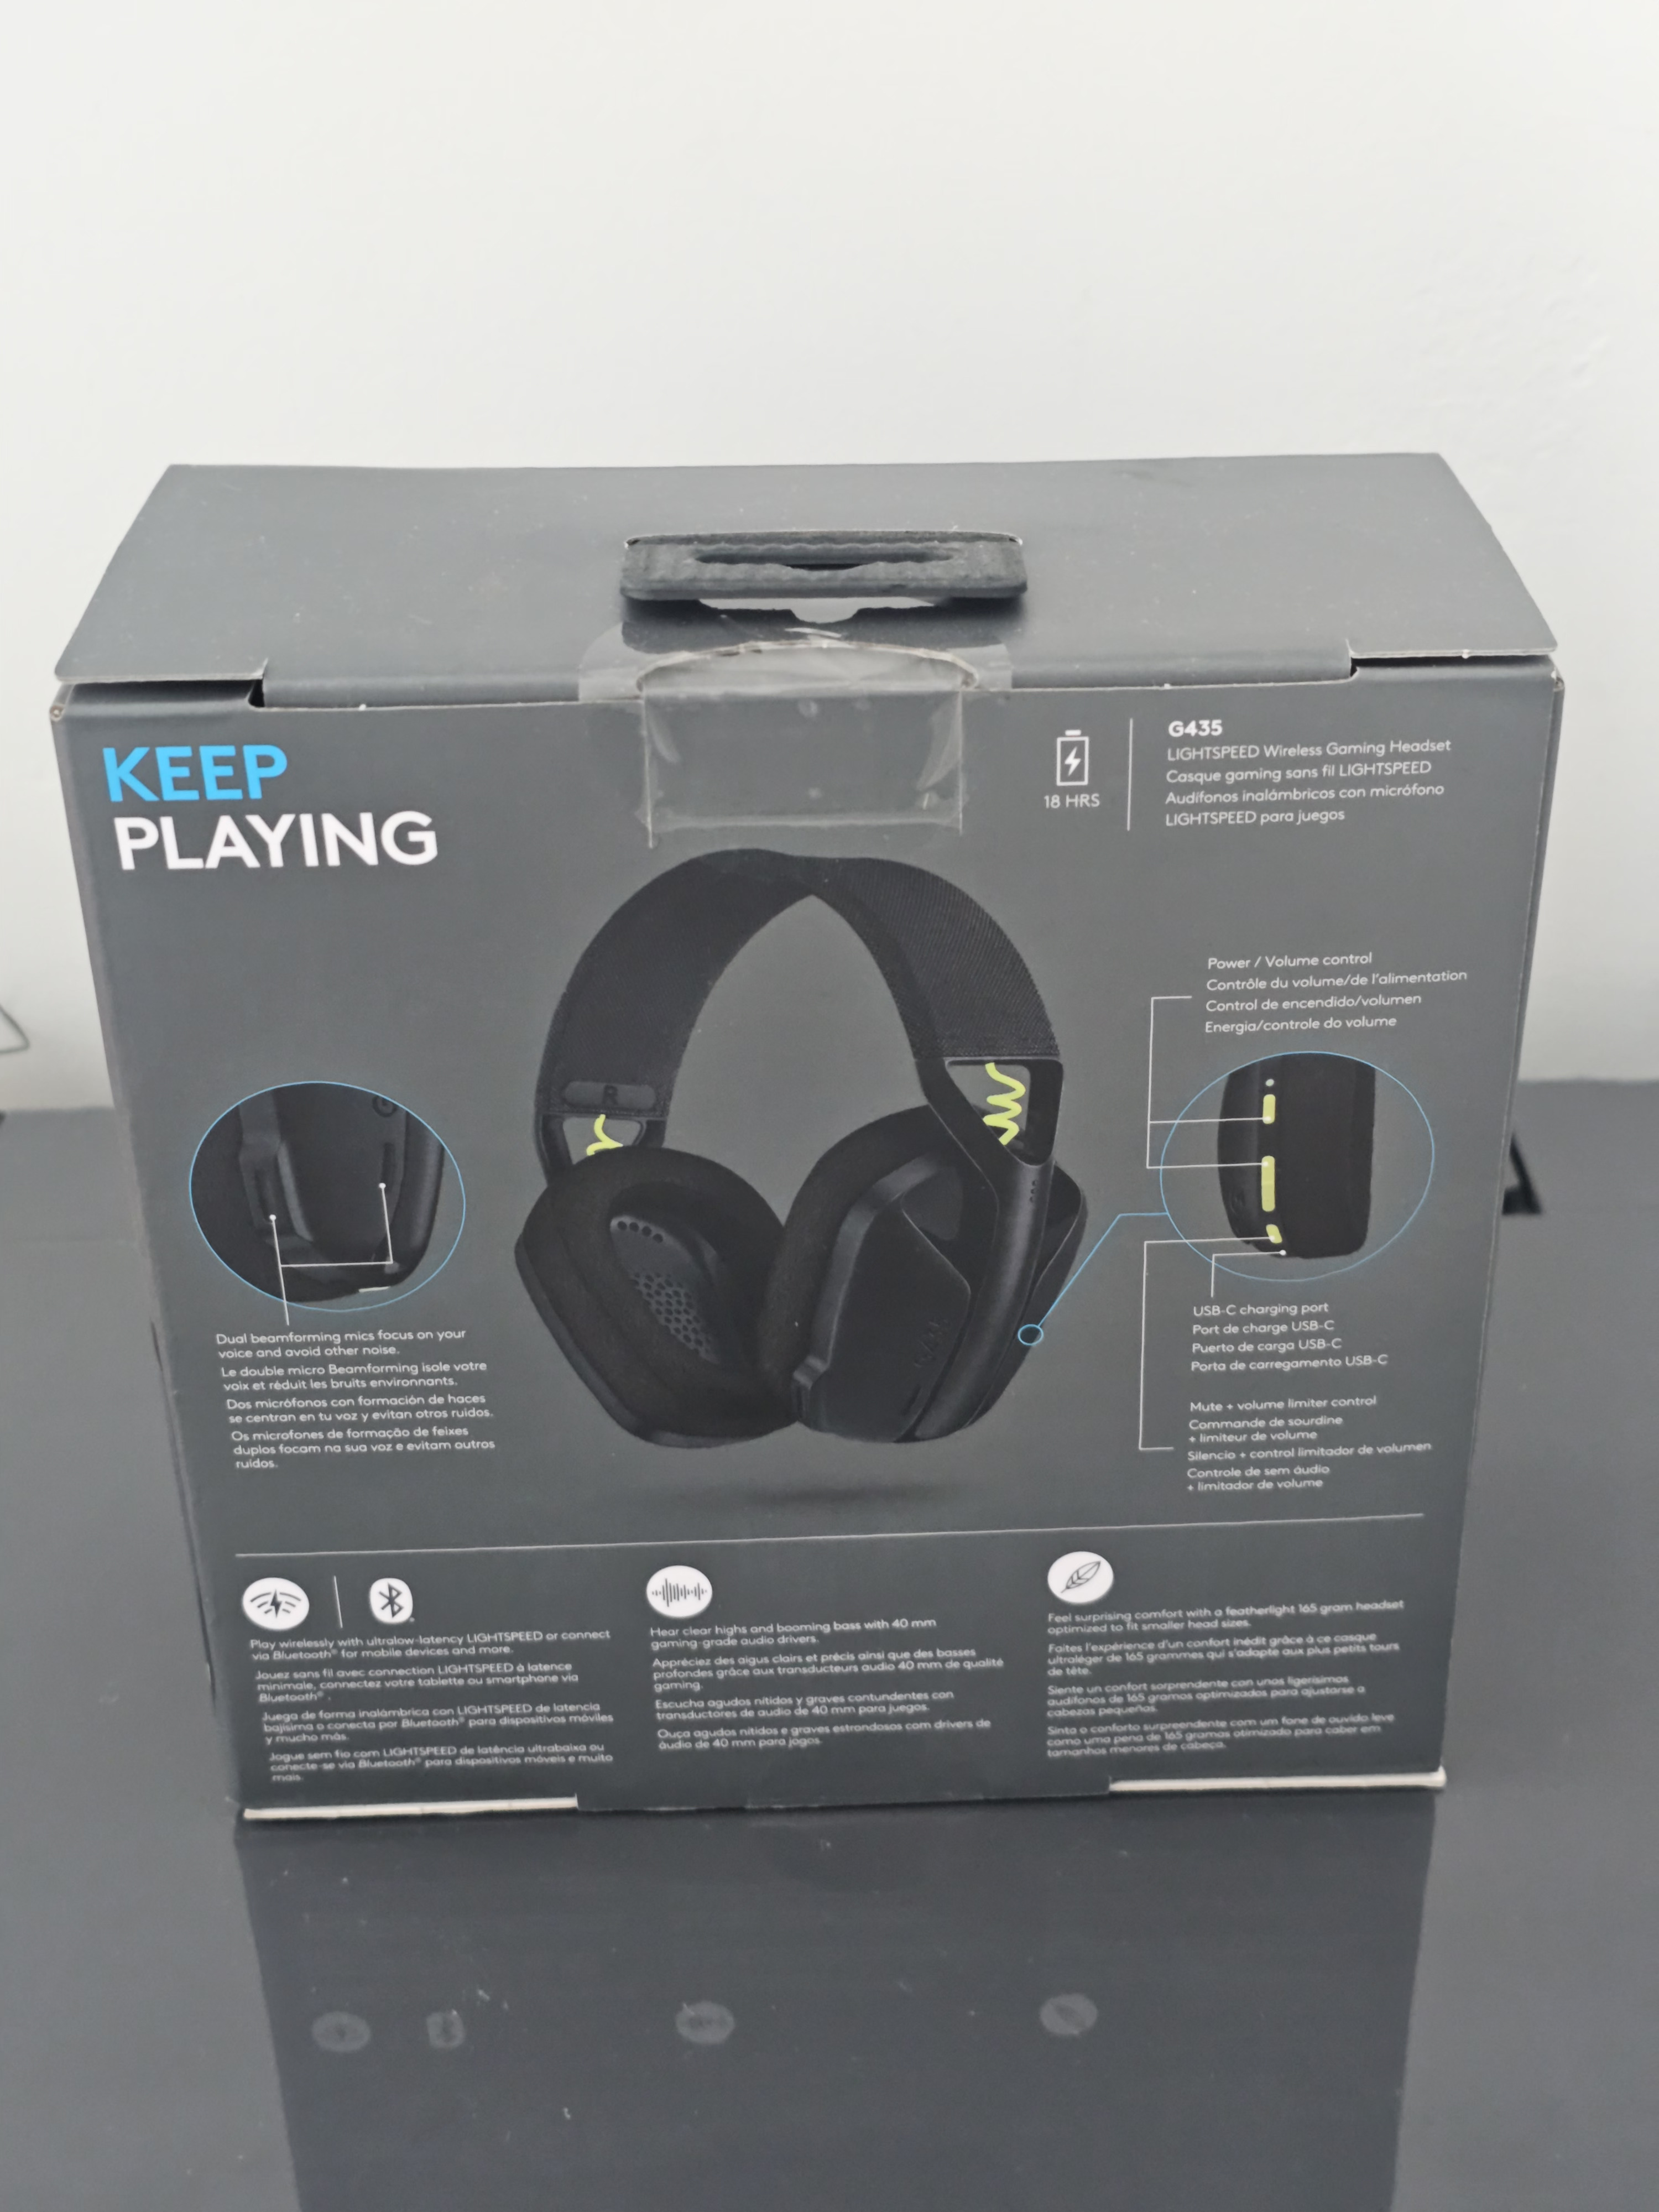 KEEP
PLAYING
18 HRS
G435
LIGHTSPEED Wireless Gaming Headset
Casque gaming sans fil LIGHTSPEED
Audífonos inalámbricos con micrófono
LIGHTSPEED para juegos
Power / Volume control
Contrôle du volume/de l'alimentation
Control de encendido/volumen
Energia/controle do volume
R
Dual beamforming mics focus on your
voice and avoid other noise.
Le double micro Beamforming isole votre
voix et réduit les bruits environnants.
Dos micrófonos con formación de haces
se centran en tu voz y evitan otros ruidos.
Os microfones de formação de feixes
duplos focam na sua voz e evitam outros
ruídos.
USB-C charging port
Port de charge USB-C
Puerto de carga USB-C
Porta de carregamento USB-C
Mute + volume limiter control
Commande de sourdine
+ limiteur de volume
Silencio + control limitador de volumen
Controle de sem áudio
+ limitador de volume
Play wirelessly with ultralow-latency LIGHTSPEED or connect
via Bluetooth® for mobile devices and more.
Jouez sans fil avec connection LIGHTSPEED à latence
minimale, connectez votre tablette ou smartphone via
Bluetooth® .
Juega de forma inalámbrica con LIGHTSPEED de latencia
bajísima o conecta por Bluetooth® para dispositivos móviles
y mucho más.
Jogue sem fio com LIGHTSPEED de latência ultrabaixa ou
conecte-se via Bluetooth® para dispositivos móveis e muito
mais.
Hear clear highs and booming bass with 40 mm
gaming-grade audio drivers.
Appréciez des aigus clairs et précis ainsi que des basses
profondes grâce aux transducteurs audio 40 mm de qualité
gaming.
Escucha agudos nítidos y graves contundentes con
transductores de audio de 40 mm para juegos.
Ouça agudos nítidos e graves estrondosos com drivers de
áudio de 40 mm para jogos.
Feel surprising comfort with a featherlight 165 gram headset
optimized to fit smaller head sizes.
Faites l'expérience d'un confort inédit grâce à ce casque
ultraléger de 165 grammes qui s'adapte aux plus petits tours
de tête.
Siente un confort sorprendente con unos ligerísimos
audífonos de 165 gramos optimizados para ajustarse a
cabezas pequeñas.
Sinta o conforto surpreendente com um fone de ouvido leve
como uma pena de 165 gramas otimizado para caber em
tamanhos menores de cabeça.